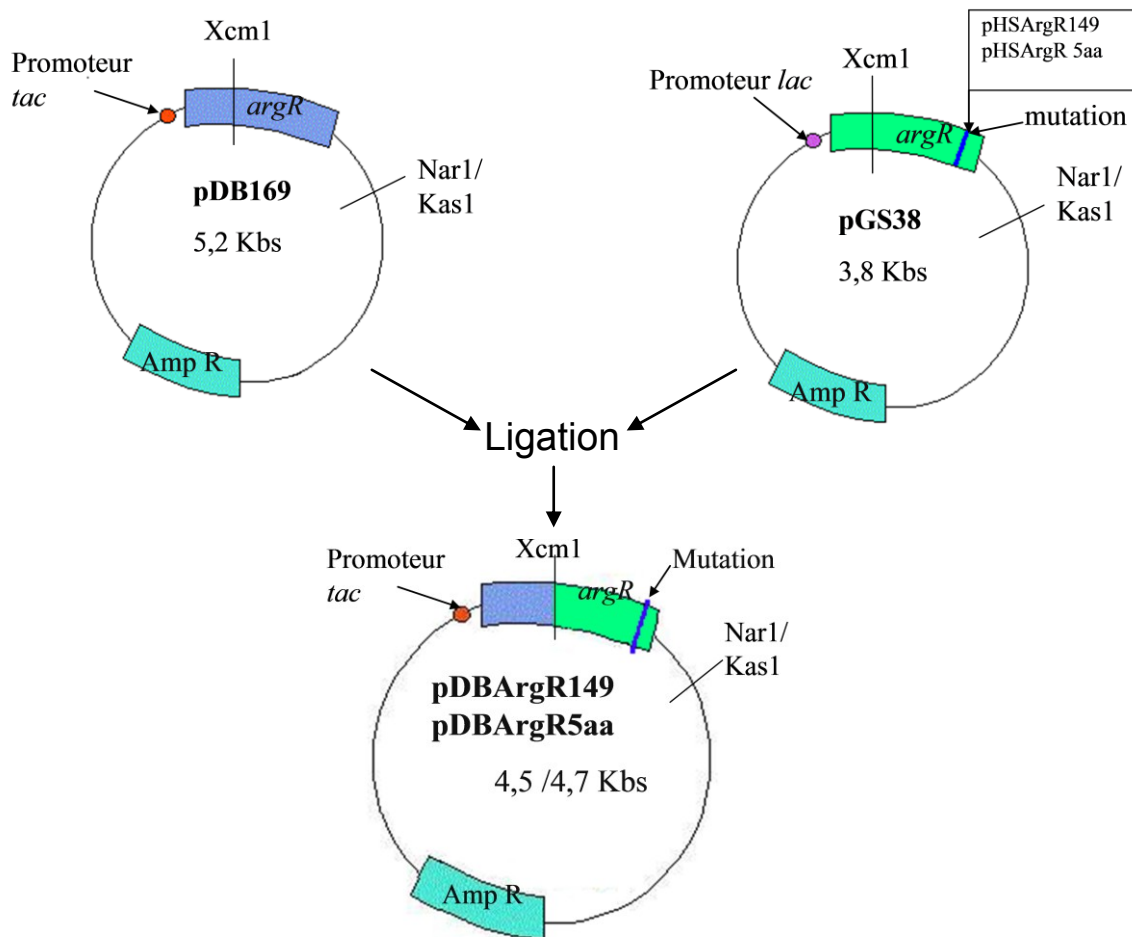 Xcm1
Promoteur
tac
argR
Nar1/
Kas1
pDB169
5,2 Kbs
Amp R
pHSArgR149
pHSArgR 5aa
Xcm1
Promoteur lac
argR
mutation
Nar1/
Kas1
pGS38
3,8 Kbs
Amp R
Ligation
Xcm1
Promoteur
tac
Mutation
argR
Nar1/
Kas1
pDBArgR149
pDBArgR5aa
4,5 /4,7 Kbs
Amp R